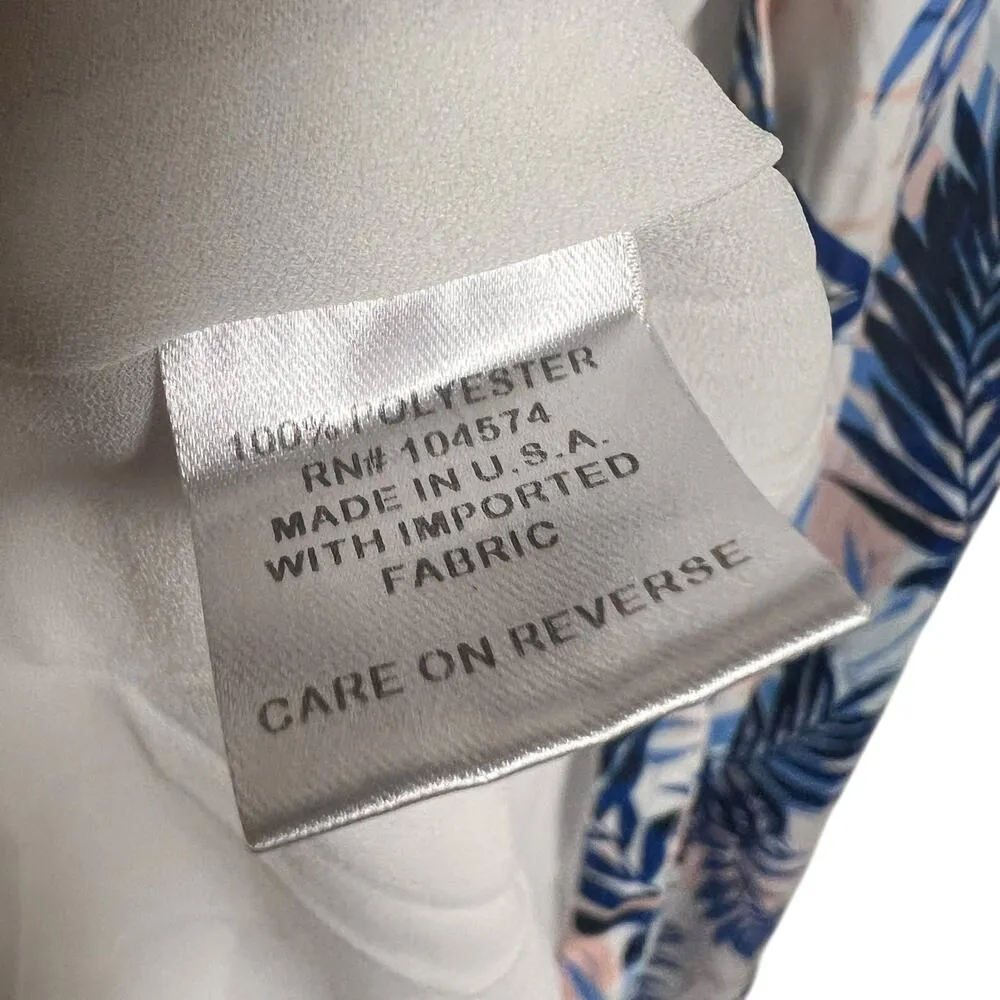 100% POLYESTER
RN# 104574
MADE IN U.S.A.
WITH IMPORTED
FABRIC
CARE ON REVERSE